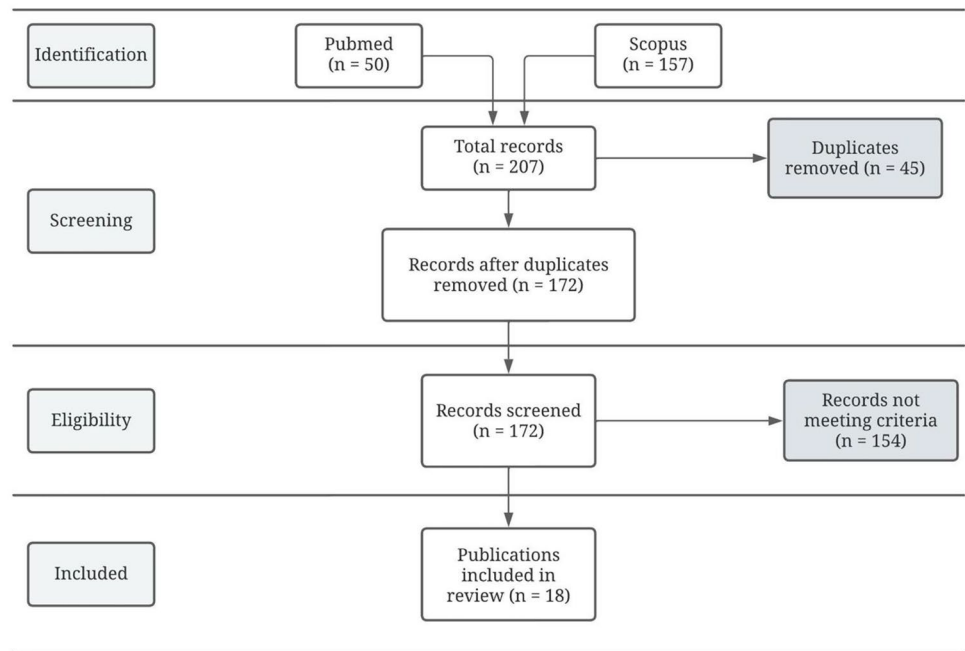 Identification
Pubmed
(n = 50)
Scopus
(n = 157)
Total records
(n = 207)
Duplicates
removed (n = 45)
Screening
Records after duplicates
removed (n = 172)
Eligibility
Records screened
(n = 172)
Records not
meeting criteria
(n = 154)
Included
Publications
included in
review (n = 18)